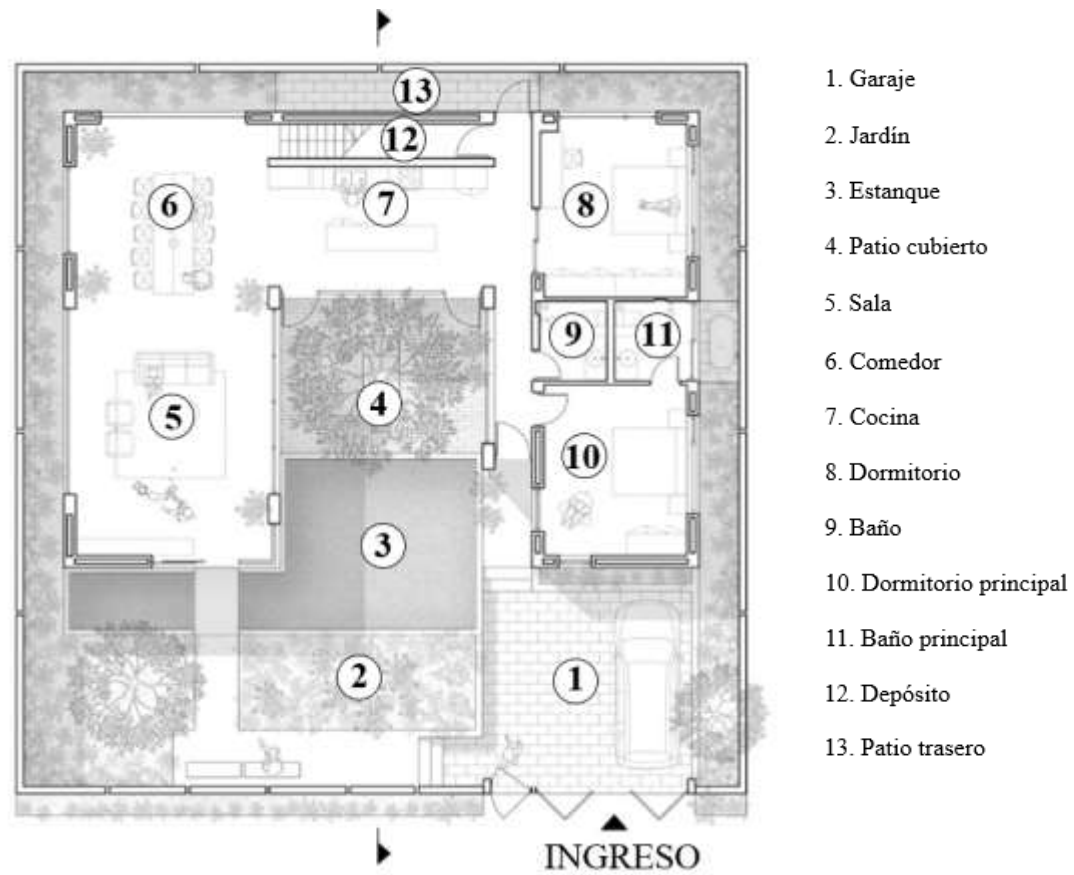 13
12
6
7
8
9
11
4
5
10
3
2
1
INGRESO
1. Garaje
2. Jardín
3. Estanque
4. Patio cubierto
5. Sala
6. Comedor
7. Cocina
8. Dormitorio
9. Baño
10. Dormitorio principal
11. Baño principal
12. Depósito
13. Patio trasero